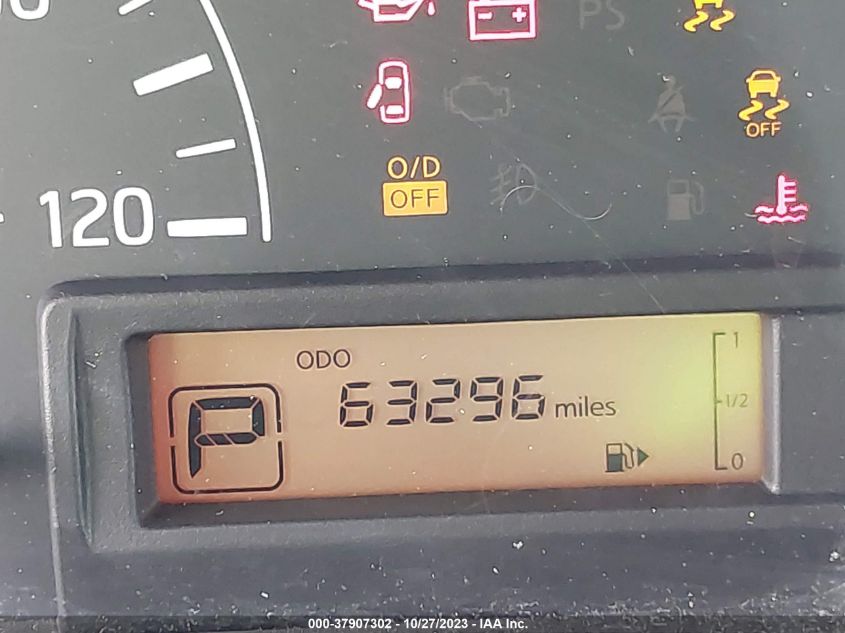 PS
OFF
O/D
OFF
120
ODO
1
P
63296 miles
1/2
0
000-37907302 - 10/27/2023 - IAA Inc.